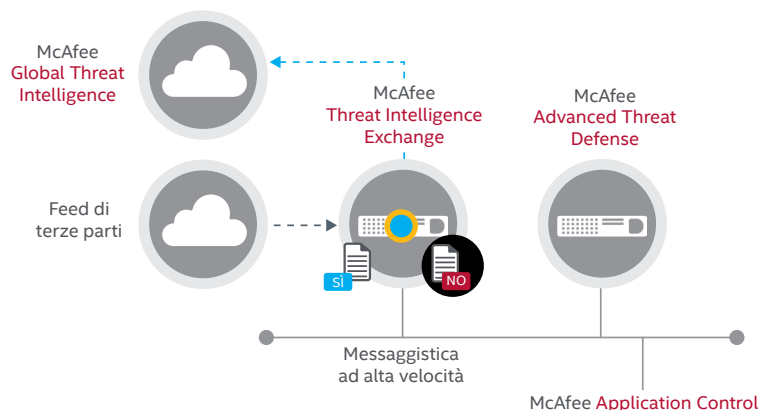 McAfee
Global Threat
Intelligence
McAfee
Threat Intelligence
Exchange
McAfee
Advanced Threat
Defense
Feed di
terze parti
SÌ
NO
Messaggistica
ad alta velocità
McAfee Application Control